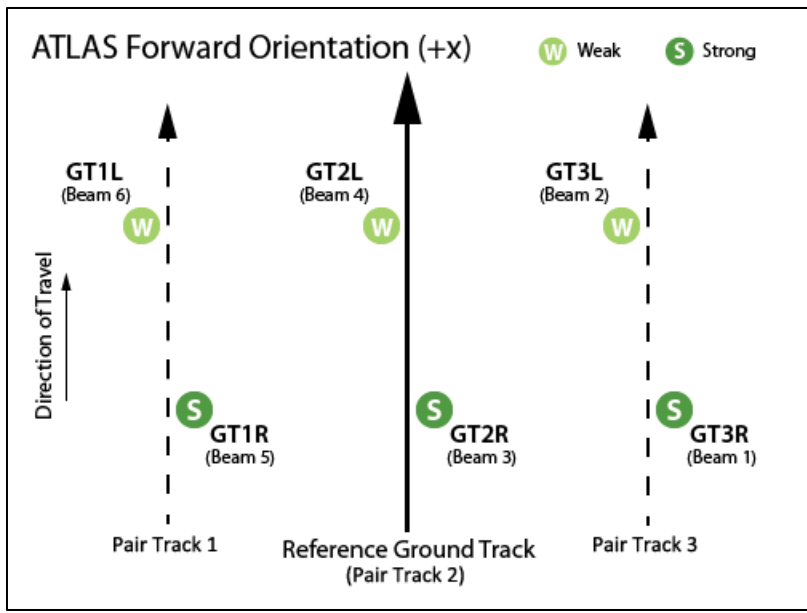 ATLAS Forward Orientation (+x)
W Weak
S Strong
GT1L
(Beam 6)
W
GT2L
(Beam 4)
W
GT3L
(Beam 2)
W
Direction of Travel
S
GT1R
(Beam 5)
S
GT2R
(Beam 3)
S
GT3R
(Beam 1)
Pair Track 1
Reference Ground Track
(Pair Track 2)
Pair Track 3